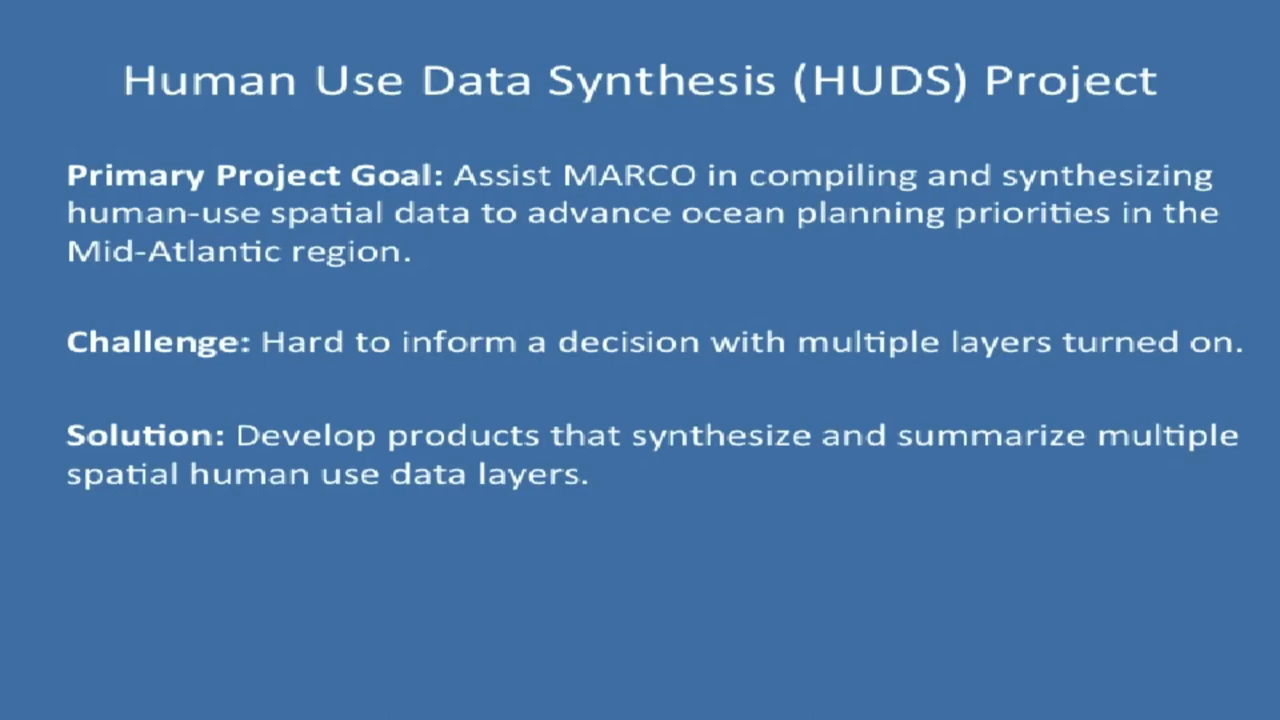 Human Use Data Synthesis (HUDS) Project
Primary Project Goal: Assist MARCO in compiling and synthesizing
human-use spatial data to advance ocean planning priorities in the
Mid-Atlantic region.
Challenge: Hard to inform a decision with multiple layers turned on.
Solution: Develop products that synthesize and summarize multiple
spatial human use data layers.